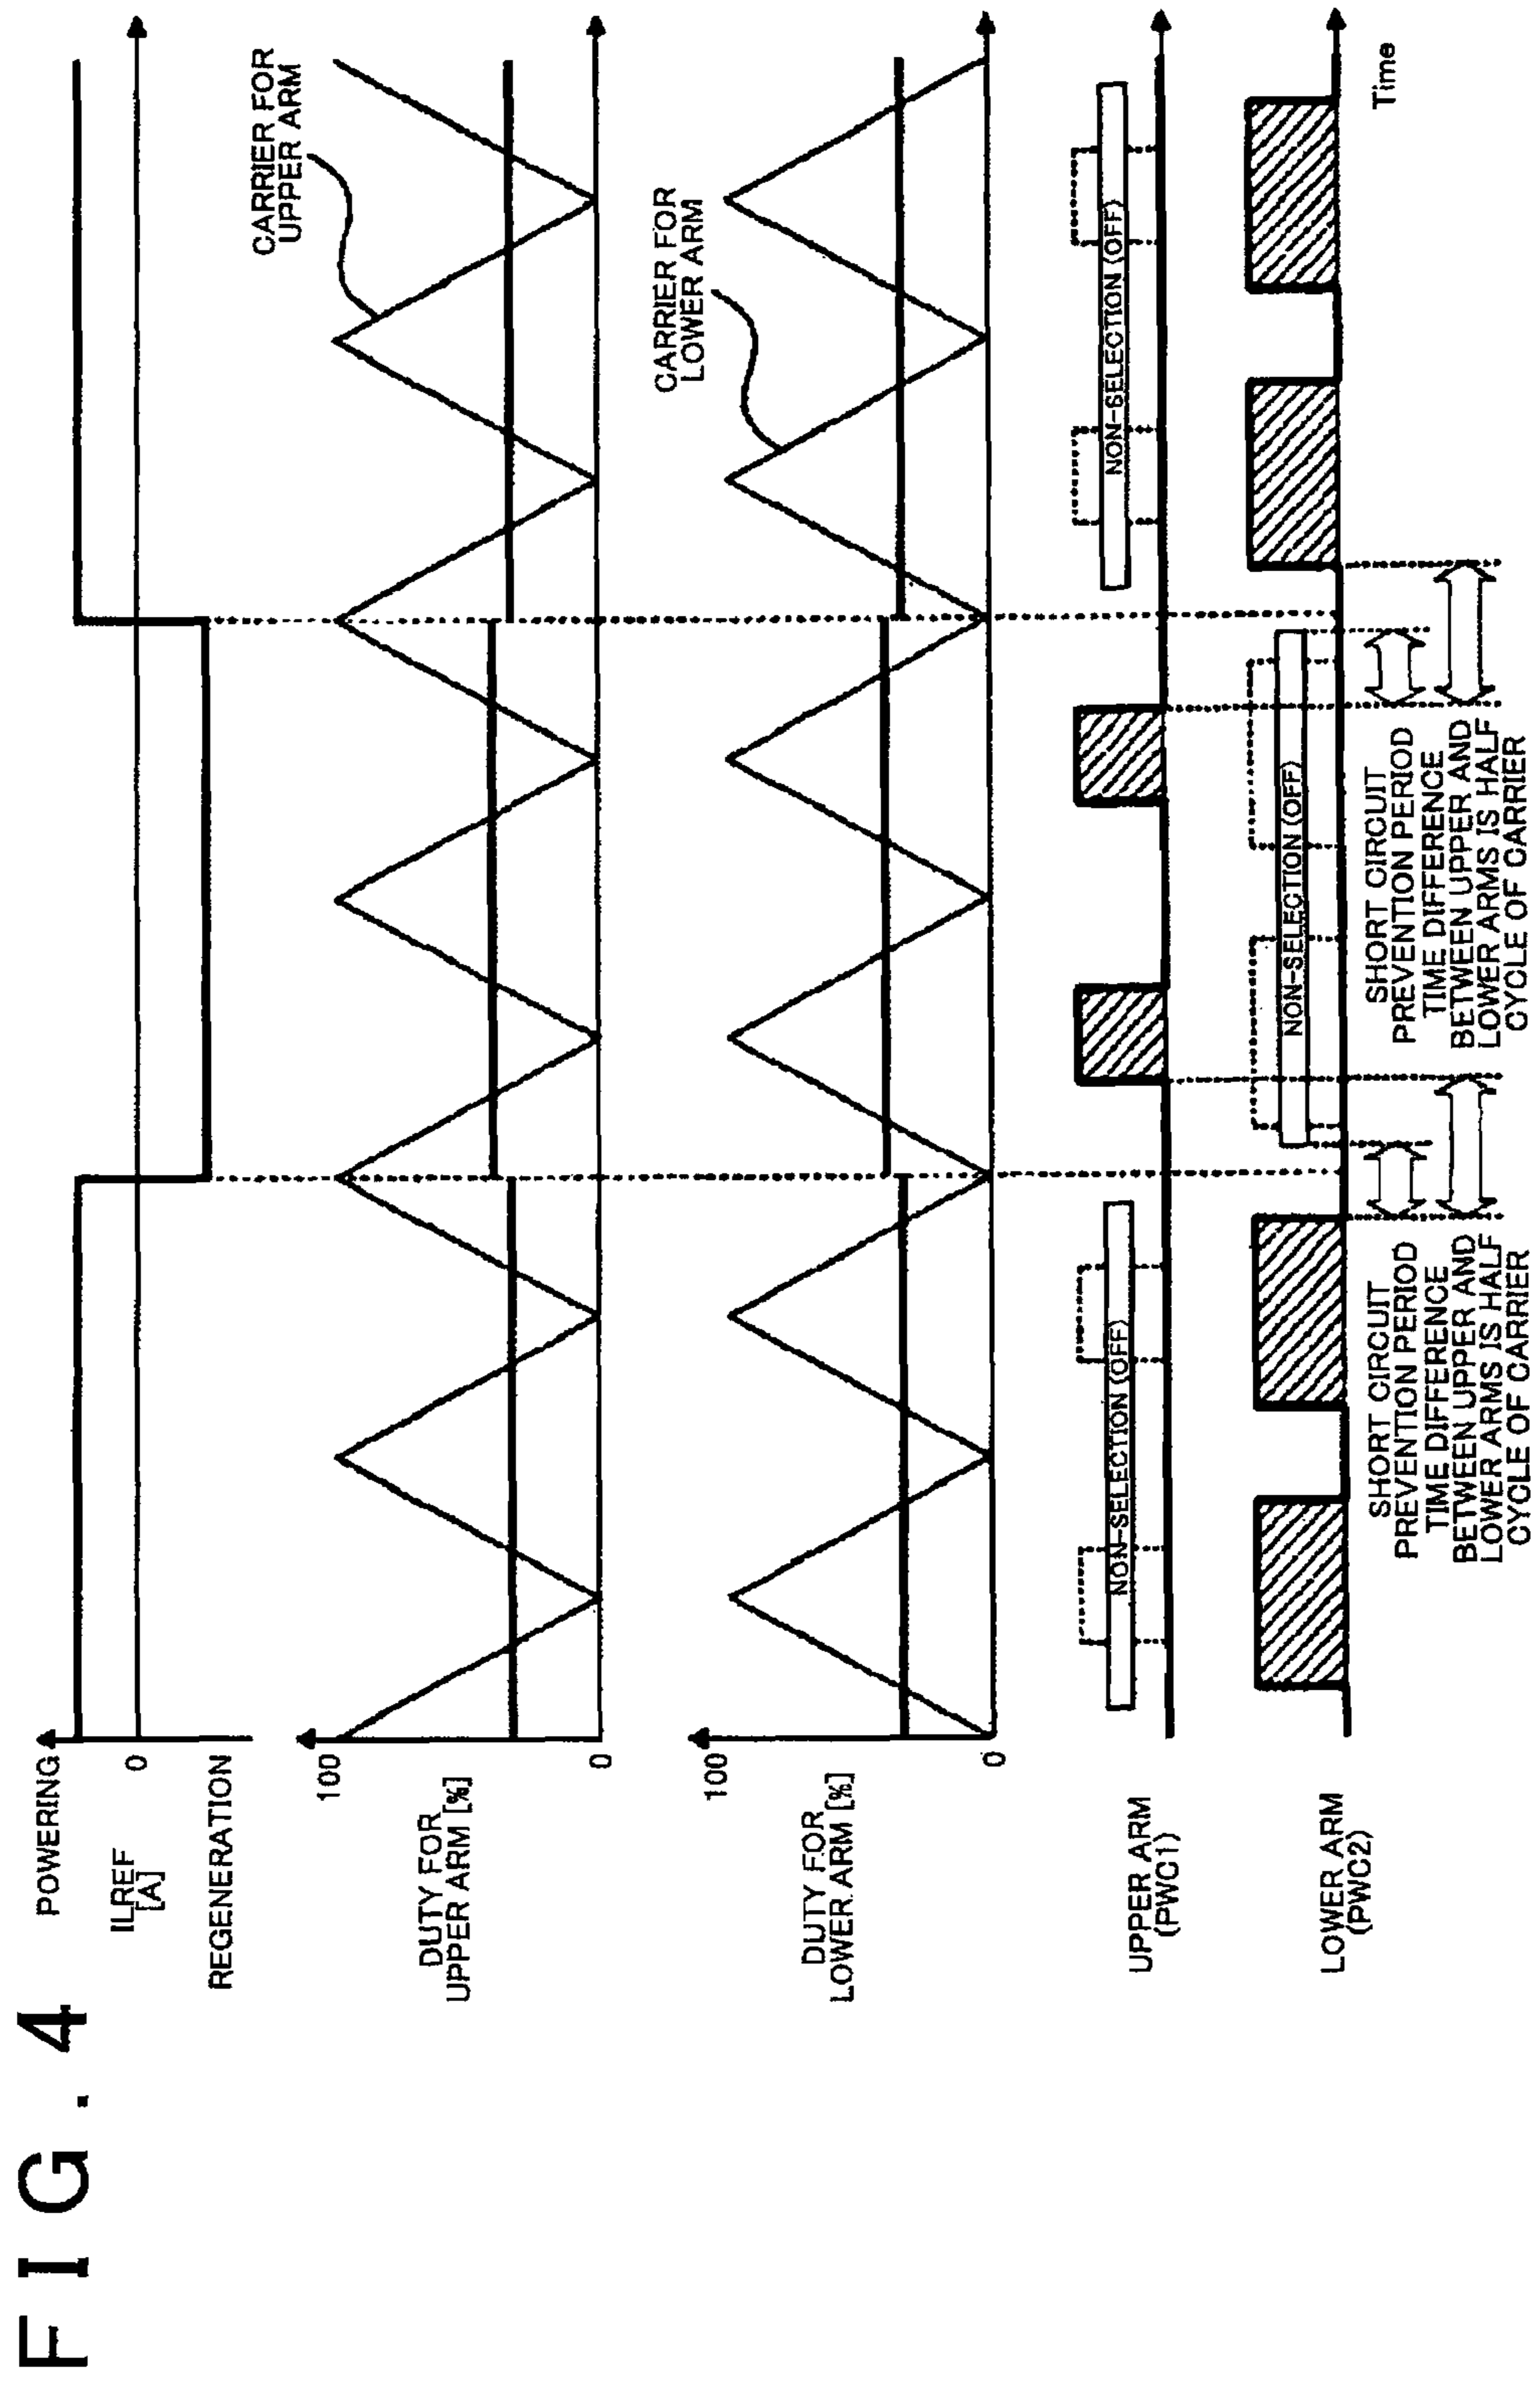 FIG. 4
POWERING
0
ILREF
[A]
REGENERATION
CARRIER FOR
UPPER ARM
100
DUTY FOR
UPPER ARM [%]
0
CARRIER FOR
LOWER ARM
100
DUTY FOR
LOWER ARM [%]
0
UPPER ARM
(PWC1)
NON-SELECTION (OFF)
NON-SELECTION (OFF)
LOWER ARM
(PWC2)
NON-SELECTION (OFF)
Time
SHORT CIRCUIT
PREVENTION PERIOD
TIME DIFFERENCE
BETWEEN UPPER AND
LOWER ARMS IS HALF
CYCLE OF CARRIER
SHORT CIRCUIT
PREVENTION PERIOD
TIME DIFFERENCE
BETWEEN UPPER AND
LOWER ARMS IS HALF
CYCLE OF CARRIER